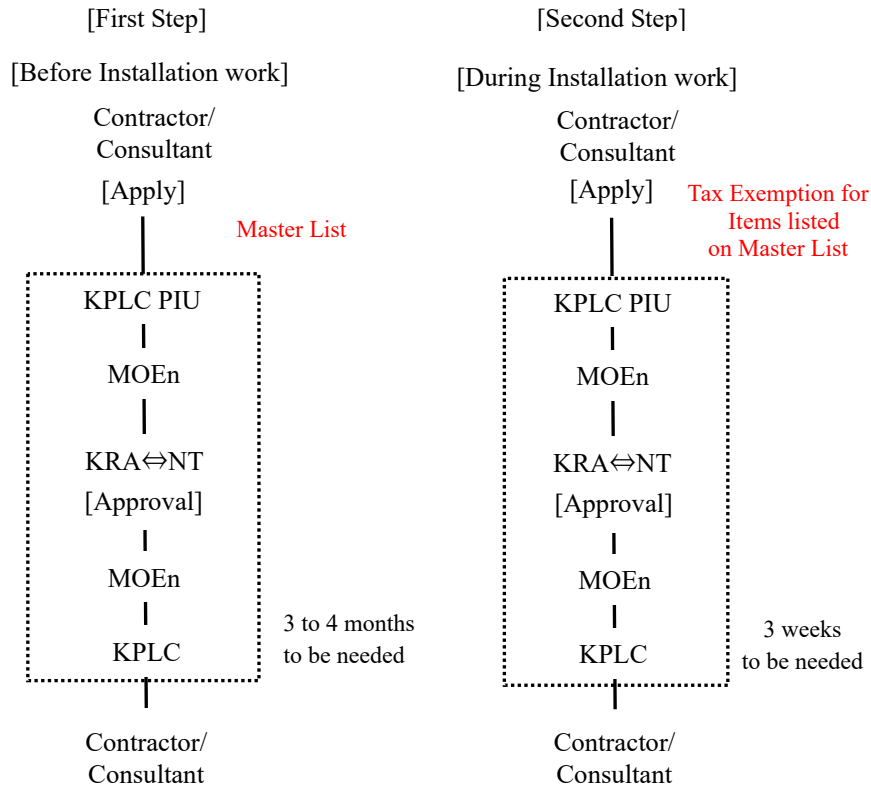 [First Step]
[Before Installation work]
Contractor/
Consultant
[Apply]
Master List
KPLC PIU
MOEn
KRA⇔NT
[Approval]
MOEn
KPLC
3 to 4 months
to be needed
Contractor/
Consultant
[Second Step]
[During Installation work]
Contractor/
Consultant
[Apply]
Tax Exemption for
Items listed
on Master List
KPLC PIU
MOEn
KRA⇔NT
[Approval]
MOEn
KPLC
3 weeks
to be needed
Contractor/
Consultant